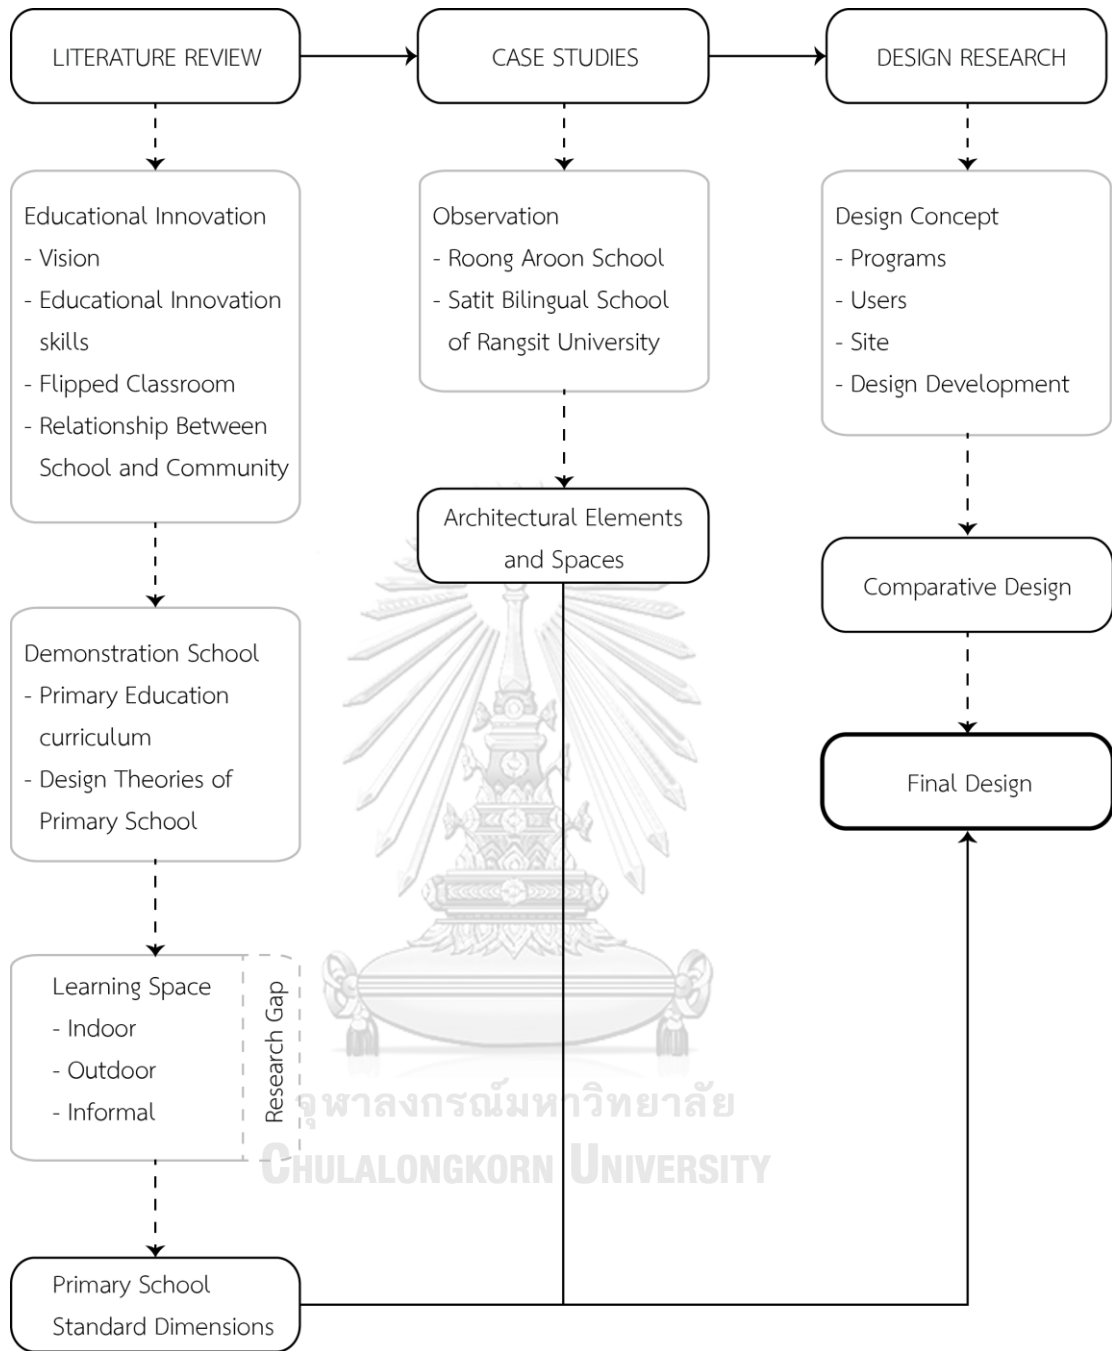 LITERATURE REVIEW
CASE STUDIES
DESIGN RESEARCH
Educational Innovation
- Vision
- Educational Innovation
skills
- Flipped Classroom
- Relationship Between
School and Community
Demonstration School
- Primary Education
curriculum
- Design Theories of
Primary School
Learning Space
- Indoor
- Outdoor
- Informal
Research Gap
Primary School
Standard Dimensions
Observation
- Roong Aroon School
- Satit Bilingual School
of Rangsit University
Architectural Elements
and Spaces
Design Concept
- Programs
- Users
- Site
- Design Development
Comparative Design
Final Design
จุฬาลงกรณ์มหาวิทยาลัย
CHULALONGKORN UNIVERSITY